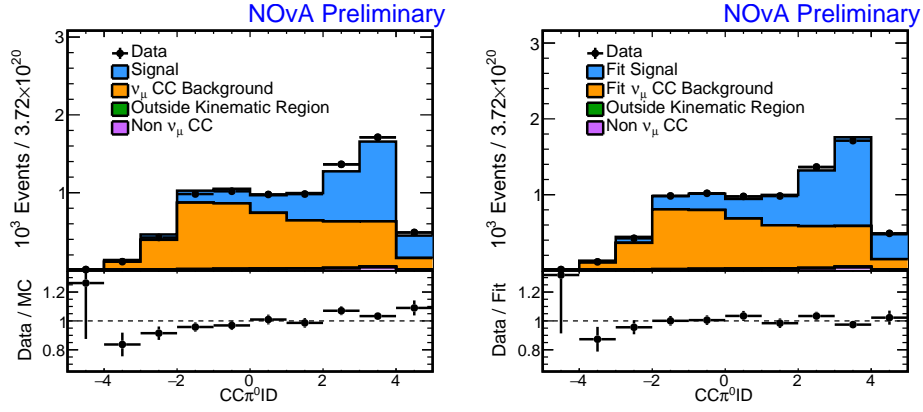 NOvA Preliminary
3
2
1
10³ Events / 3.72×10²⁰
Data
Signal
νμ CC Background
Outside Kinematic Region
Non νμ CC
1.2
1
0.8
Data / MC
−4 −2 0 2 4
CCπ⁰ID
NOvA Preliminary
3
2
1
10³ Events / 3.72×10²⁰
Data
Fit Signal
Fit νμ CC Background
Outside Kinematic Region
Non νμ CC
1.2
1
0.8
Data / Fit
−4 −2 0 2 4
CCπ⁰ID